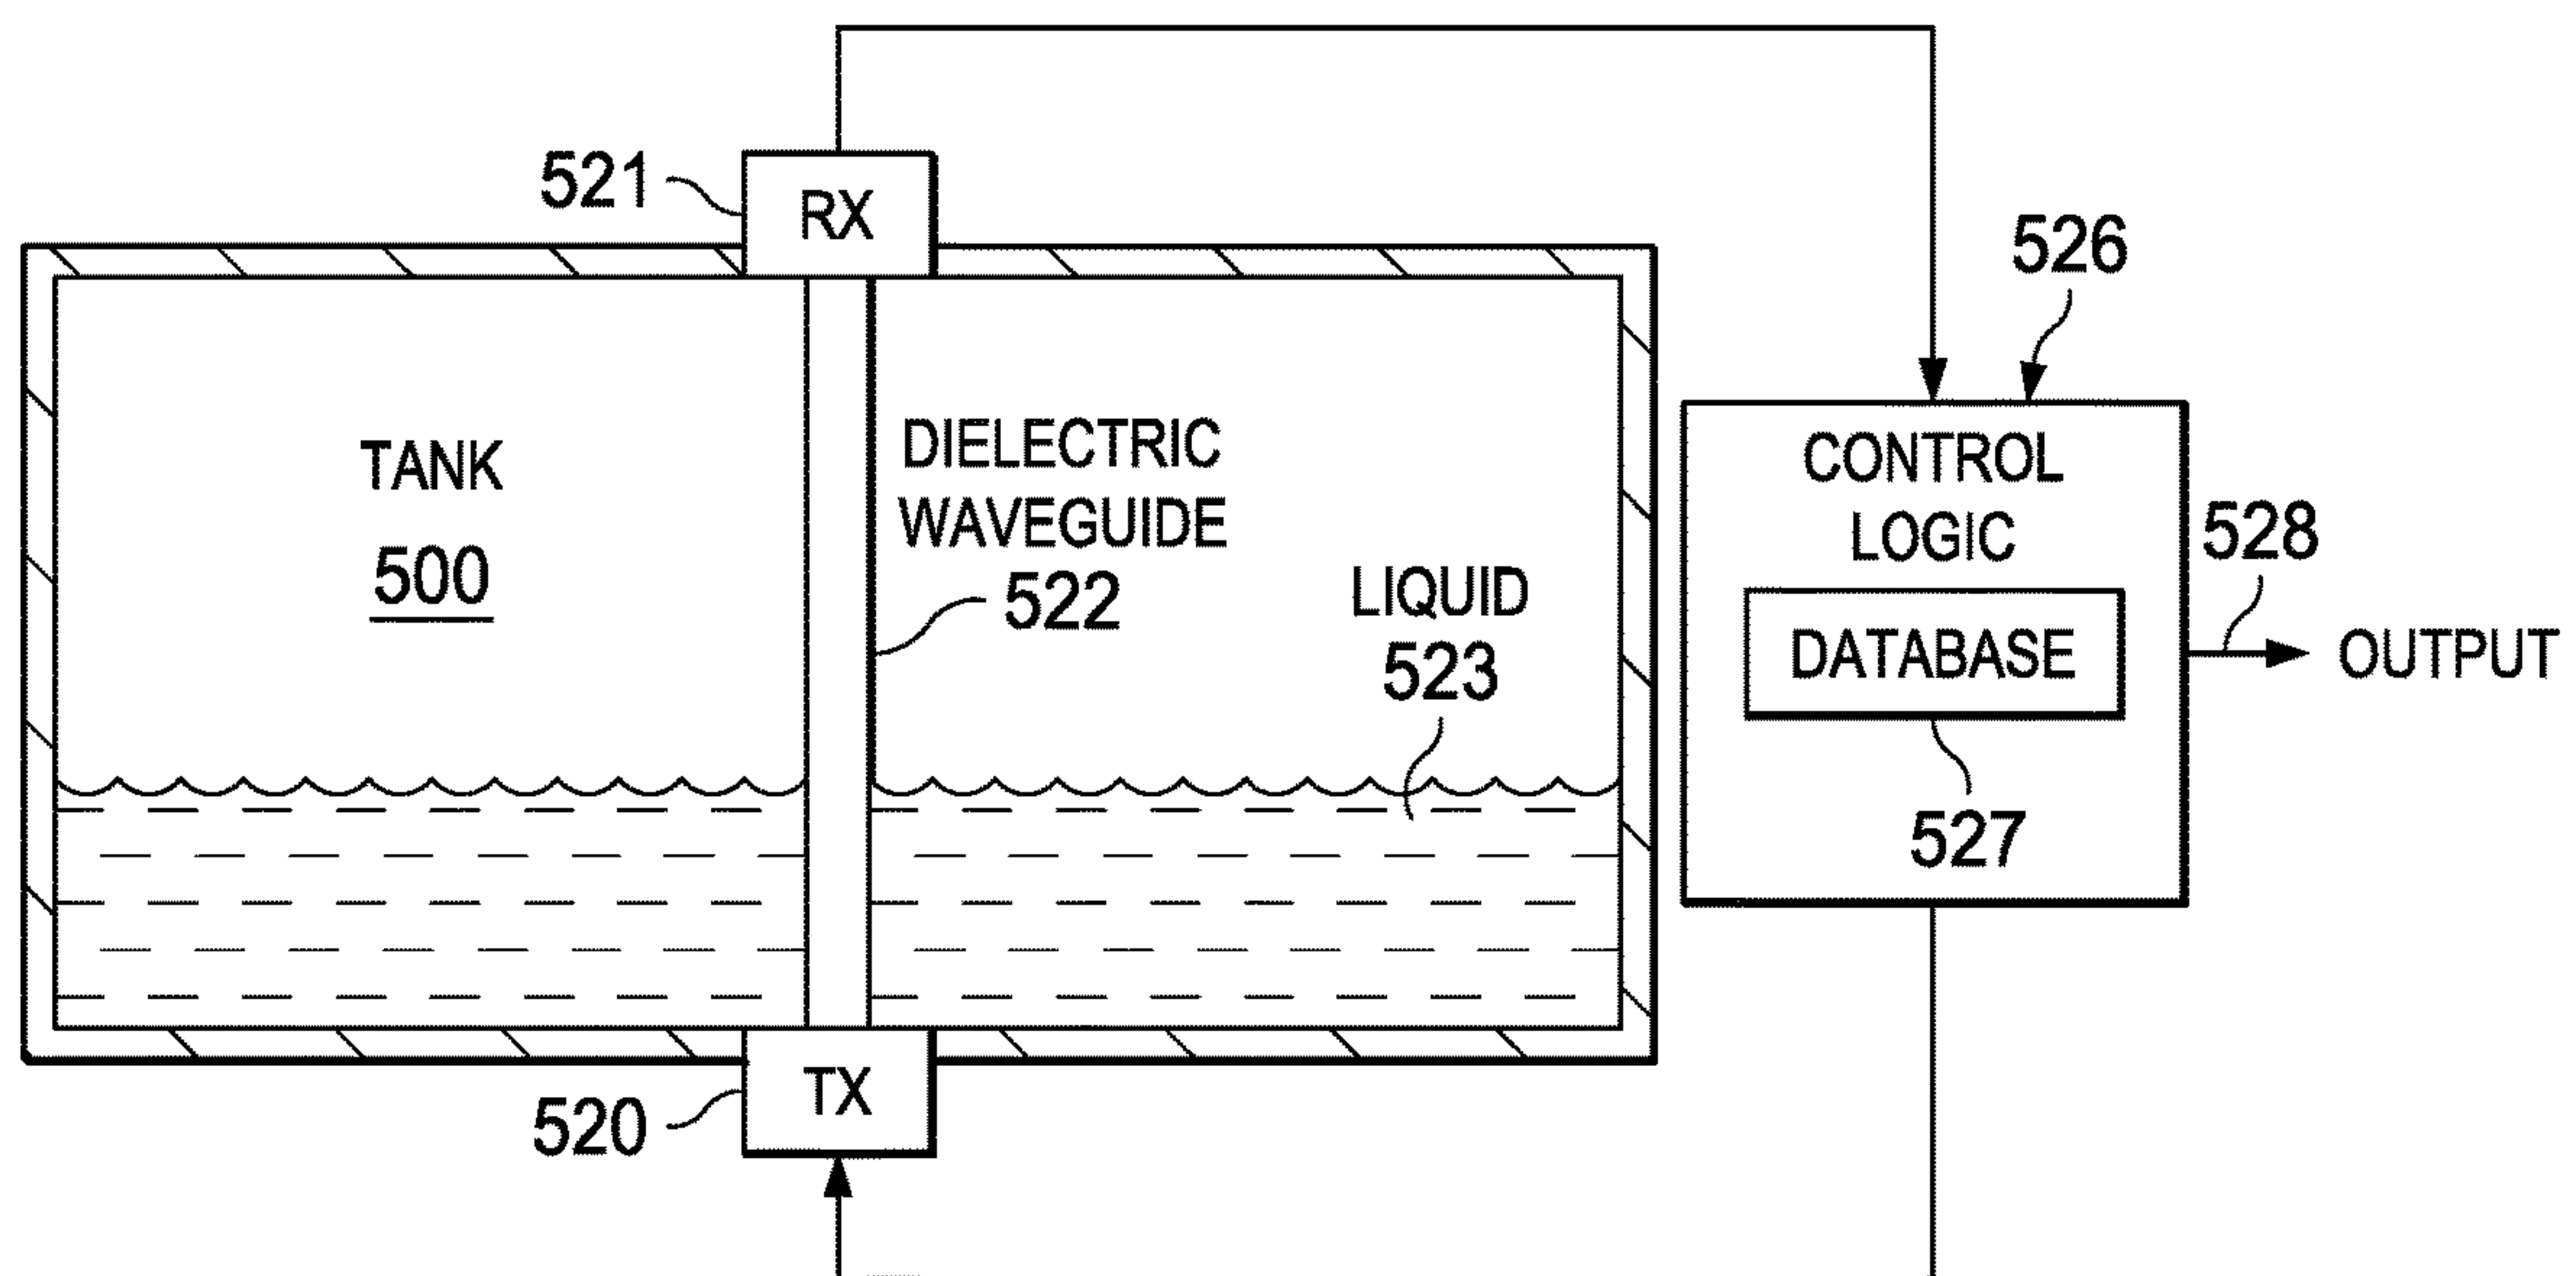 521
RX
526
TANK
500
DIELECTRIC
WAVEGUIDE
522
LIQUID
523
CONTROL
LOGIC
DATABASE
527
528
OUTPUT
520
TX